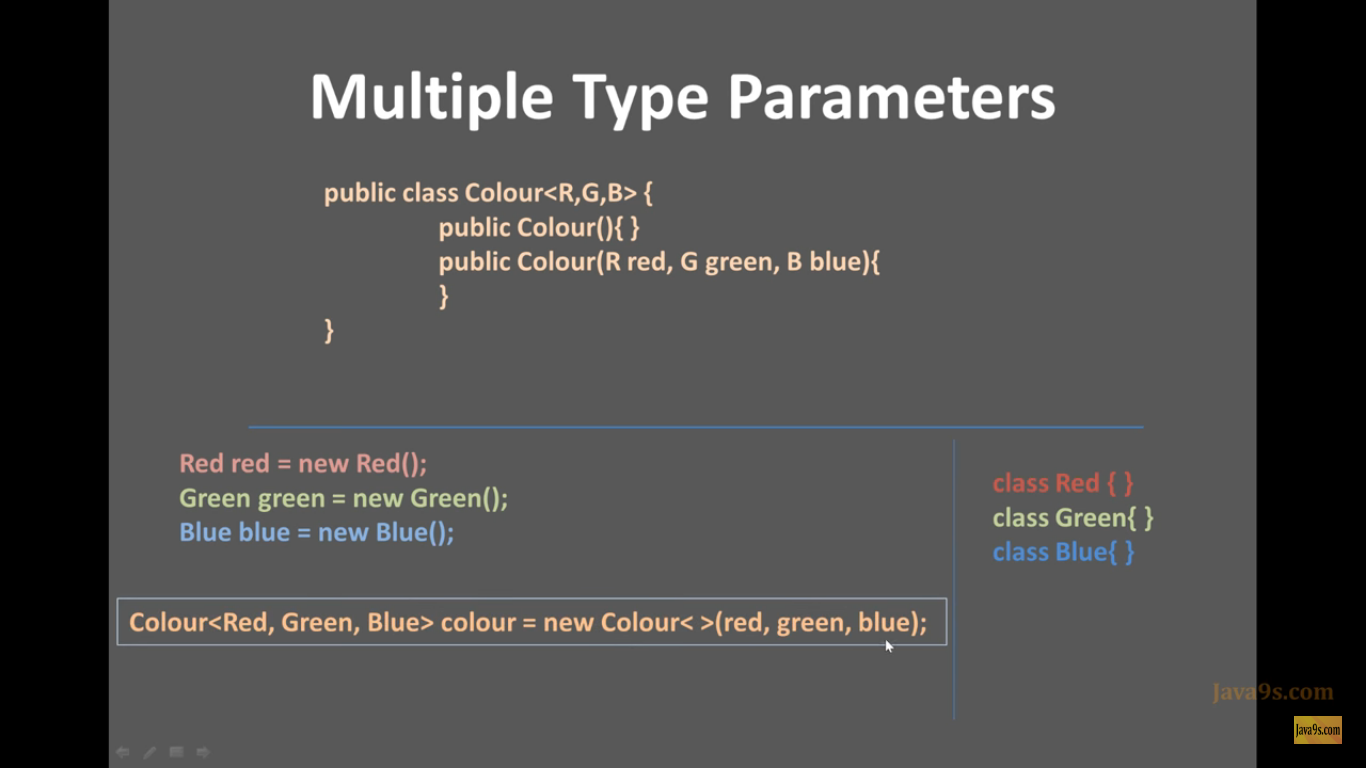 Multiple Type Parameters
public class Colour<R,G,B> {
public Colour(){ }
public Colour(R red, G green, B blue){
}
}
Red red = new Red();
Green green = new Green();
Blue blue = new Blue();
Colour<Red, Green, Blue> colour = new Colour< >(red, green, blue);
class Red { }
class Green{ }
class Blue{ }
Java9s.com
Java9s.com